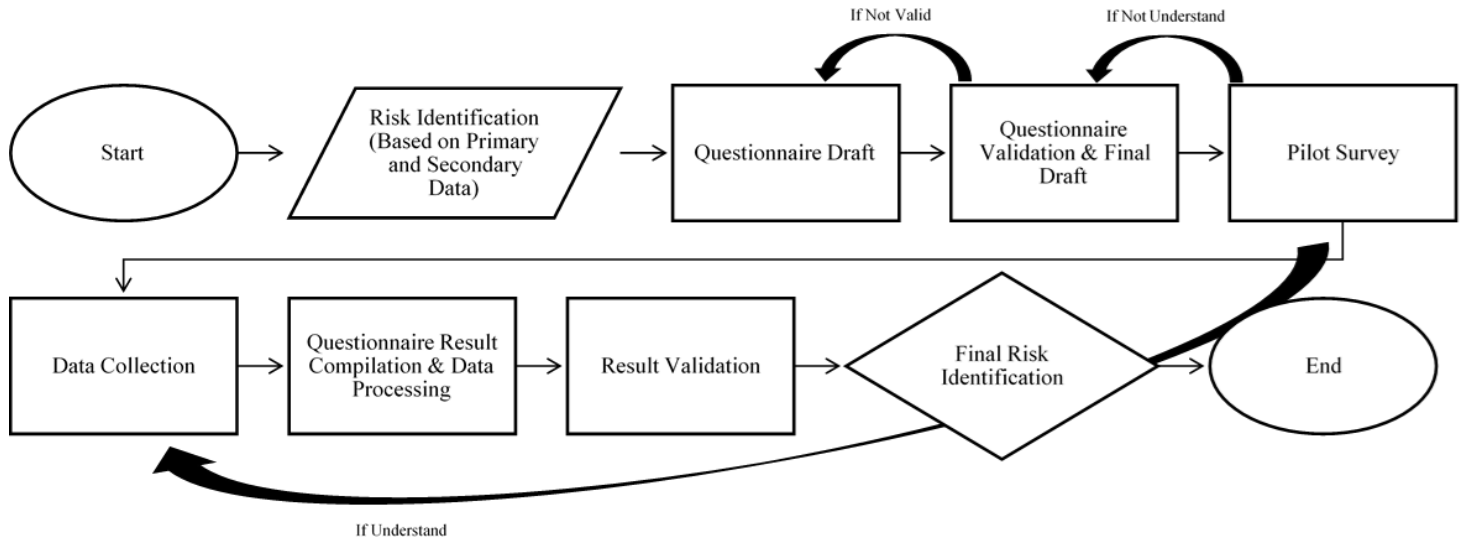 If Not Valid
If Not Understand
Start
Risk Identification
(Based on Primary
and Secondary
Data)
Questionnaire Draft
Questionnaire
Validation & Final
Draft
Pilot Survey
Data Collection
Questionnaire Result
Compilation & Data
Processing
Result Validation
Final Risk
Identification
End
If Understand